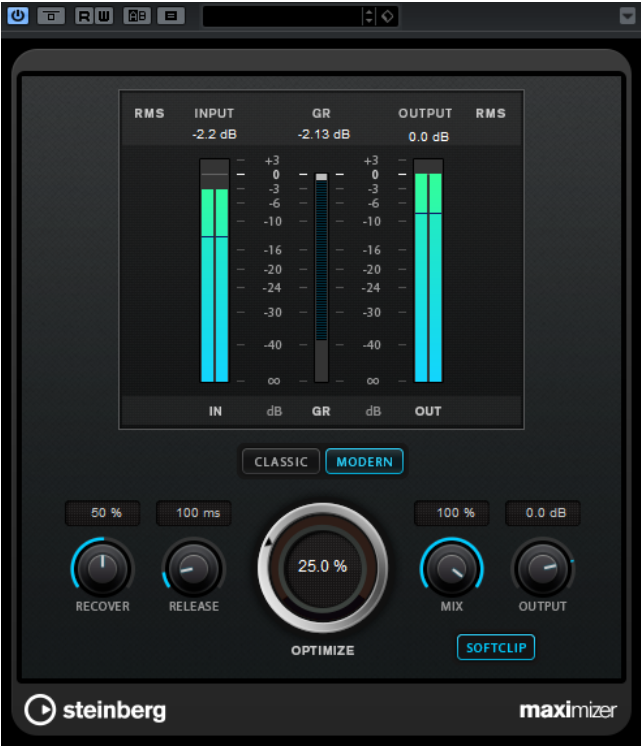 R W AB
RMS INPUT GR OUTPUT RMS
-2.2 dB -2.13 dB 0.0 dB
+3 +3
0 0
-3 -3
-6 -6
-10 -10
-16 -16
-20 -20
-24 -24
-30 -30
-40 -40
∞ ∞
IN dB GR dB OUT
CLASSIC MODERN
50 % 100 ms 100 % 0.0 dB
25.0 %
RECOVER RELEASE MIX OUTPUT
OPTIMIZE SOFTCLIP
steinberg maximizer